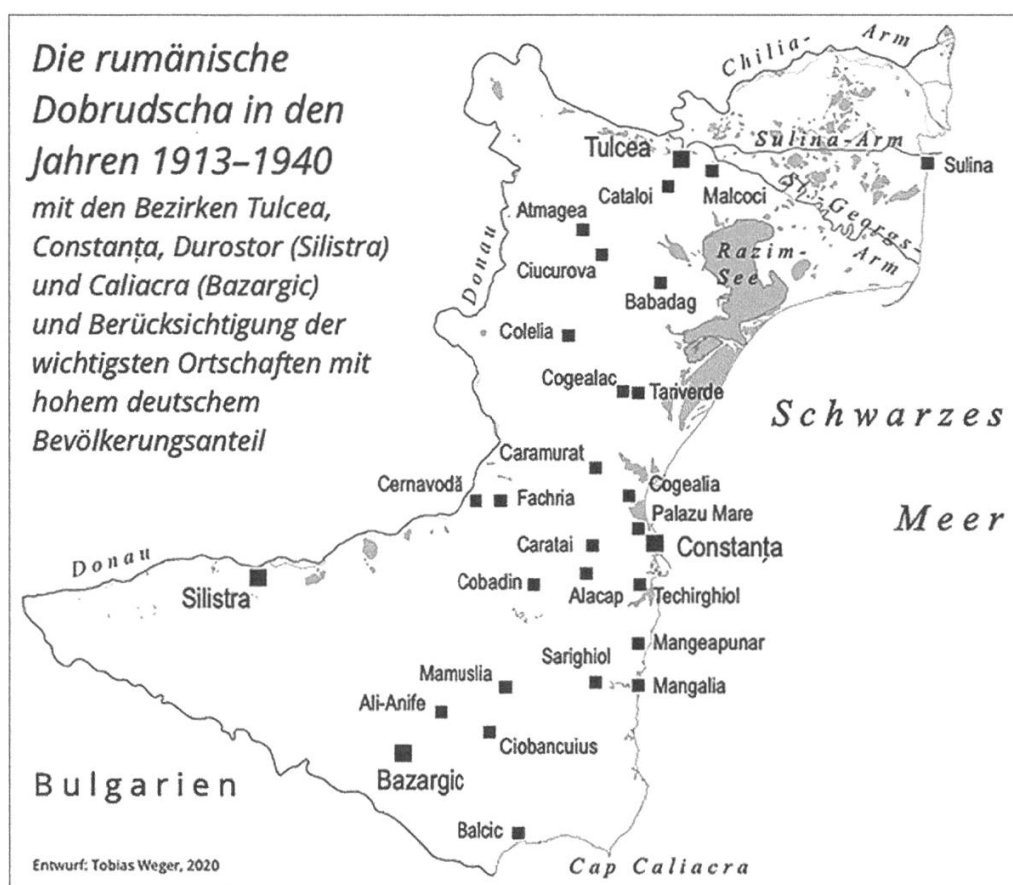 Die rumänische
Dobrudscha in den
Jahren 1913–1940
mit den Bezirken Tulcea,
Constanța, Durostor (Silistra)
und Caliacra (Bazargic)
und Berücksichtigung der
wichtigsten Ortschaften mit
hohem deutschem
Bevölkerungsanteil
Chilia-Arm
Tulcea
Sulina-Arm
Sulina
Cataloi
Malcoci
St.-Georgs-Arm
Atmagea
Donau
Ciucurova
Razim-
See
Babadag
Colelia
Cogealac
Tariverde
Schwarzes
Meer
Caramurat
Cernavodă
Fachria
Cogealia
Palazu Mare
Caratai
Constanța
Donau
Silistra
Cobadin
Alacap
Techirghiol
Mangeapunar
Sarighiol
Mamuslia
Mangalia
Ali-Anife
Ciobancuius
Bazargic
Bulgarien
Balcic
Cap Caliacra
Entwurf: Tobias Weger, 2020